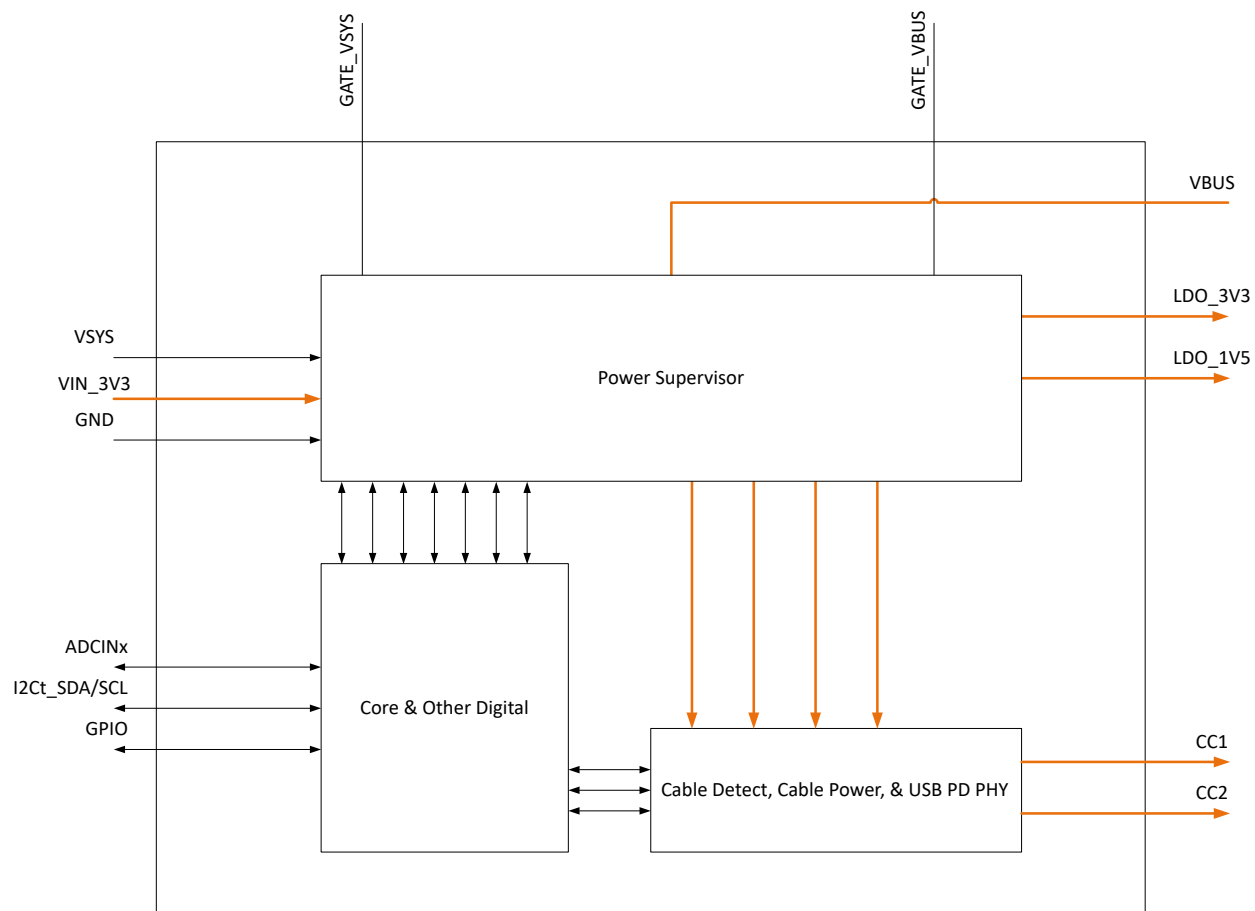 GATE_VSYS
GATE_VBUS
VBUS
LDO_3V3
VSYS
LDO_1V5
Power Supervisor
VIN_3V3
GND
ADCINx
I2Ct_SDA/SCL
Core & Other Digital
GPIO
CC1
Cable Detect, Cable Power, & USB PD PHY
CC2